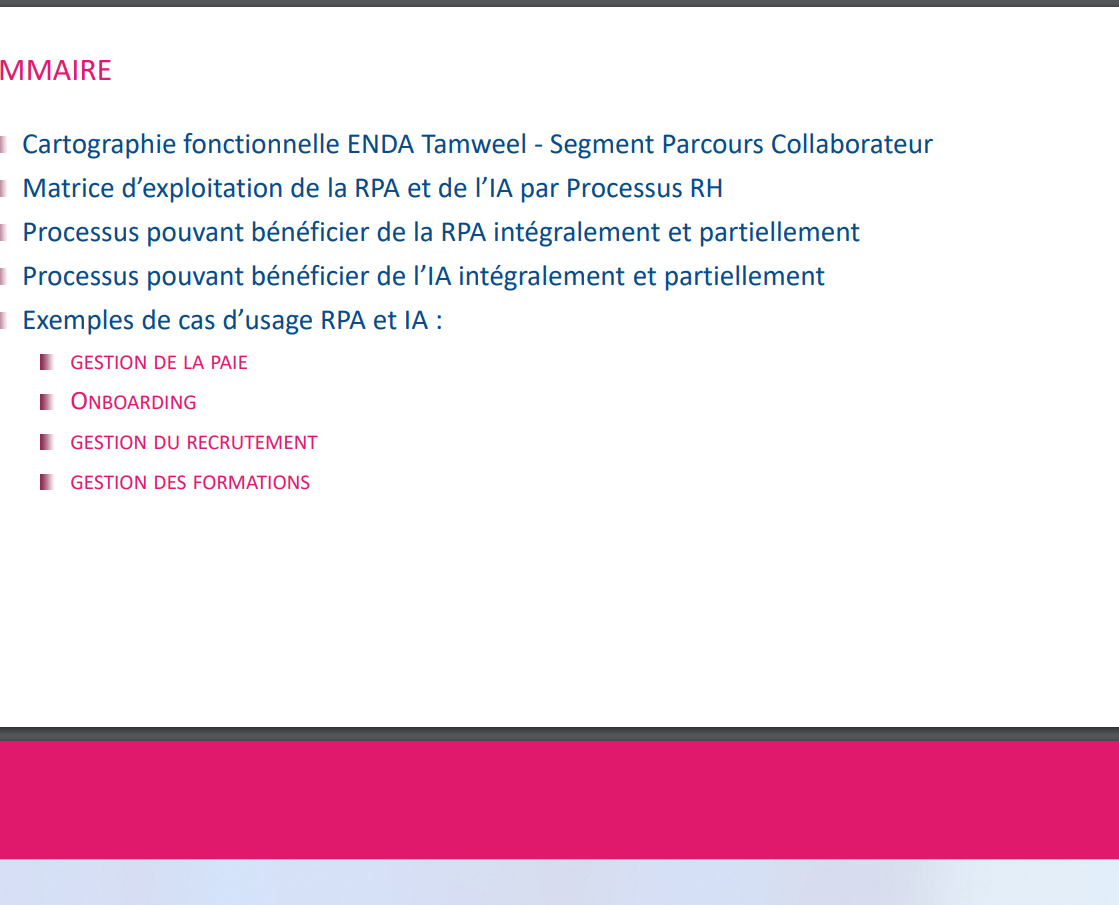 MMAIRE
Cartographie fonctionnelle ENDA Tamweel - Segment Parcours Collaborateur
Matrice d’exploitation de la RPA et de l’IA par Processus RH
Processus pouvant bénéficier de la RPA intégralement et partiellement
Processus pouvant bénéficier de l’IA intégralement et partiellement
Exemples de cas d’usage RPA et IA :
GESTION DE LA PAIE
ONBOARDING
GESTION DU RECRUTEMENT
GESTION DES FORMATIONS